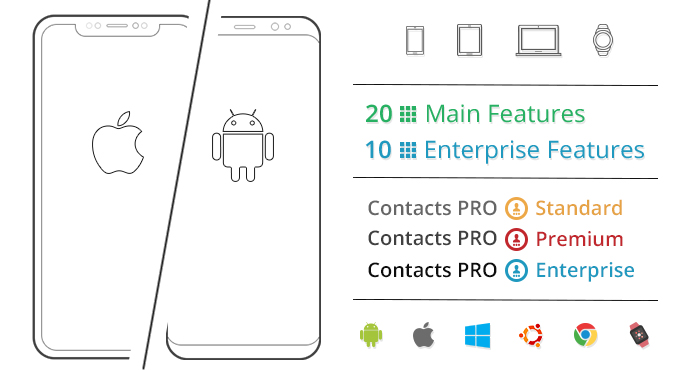 20 Main Features
10 Enterprise Features
Contacts PRO Standard
Contacts PRO Premium
Contacts PRO Enterprise